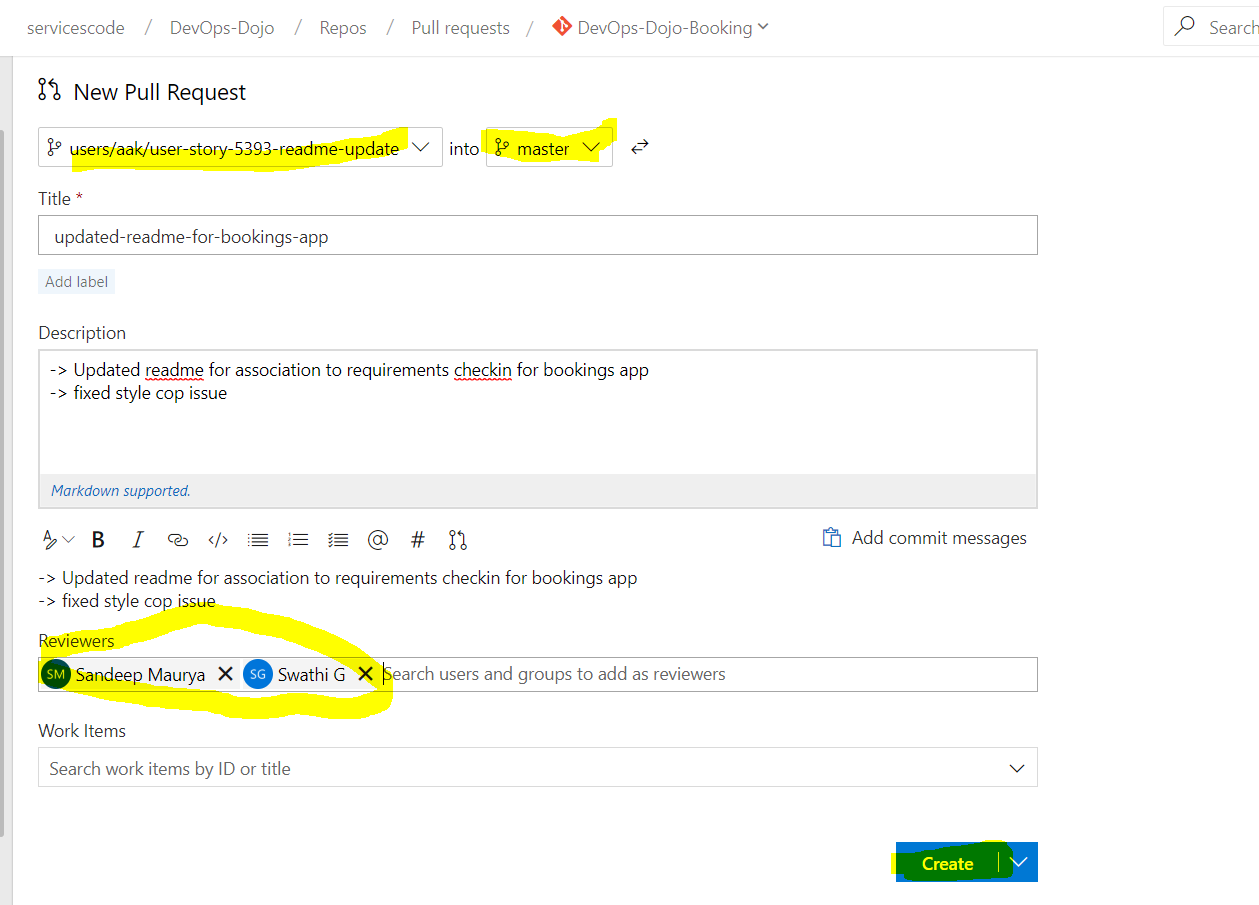 servicescode / DevOps-Dojo / Repos / Pull requests / DevOps-Dojo-Booking
Search
New Pull Request
users/aak/user-story-5393-readme-update into master
Title *
updated-readme-for-bookings-app
Add label
Description
-> Updated readme for association to requirements checkin for bookings app
-> fixed style cop issue
Markdown supported.
B I </> @ # Add commit messages
-> Updated readme for association to requirements checkin for bookings app
-> fixed style cop issue
Reviewers
SM Sandeep Maurya SG Swathi G Search users and groups to add as reviewers
Work Items
Search work items by ID or title
Create